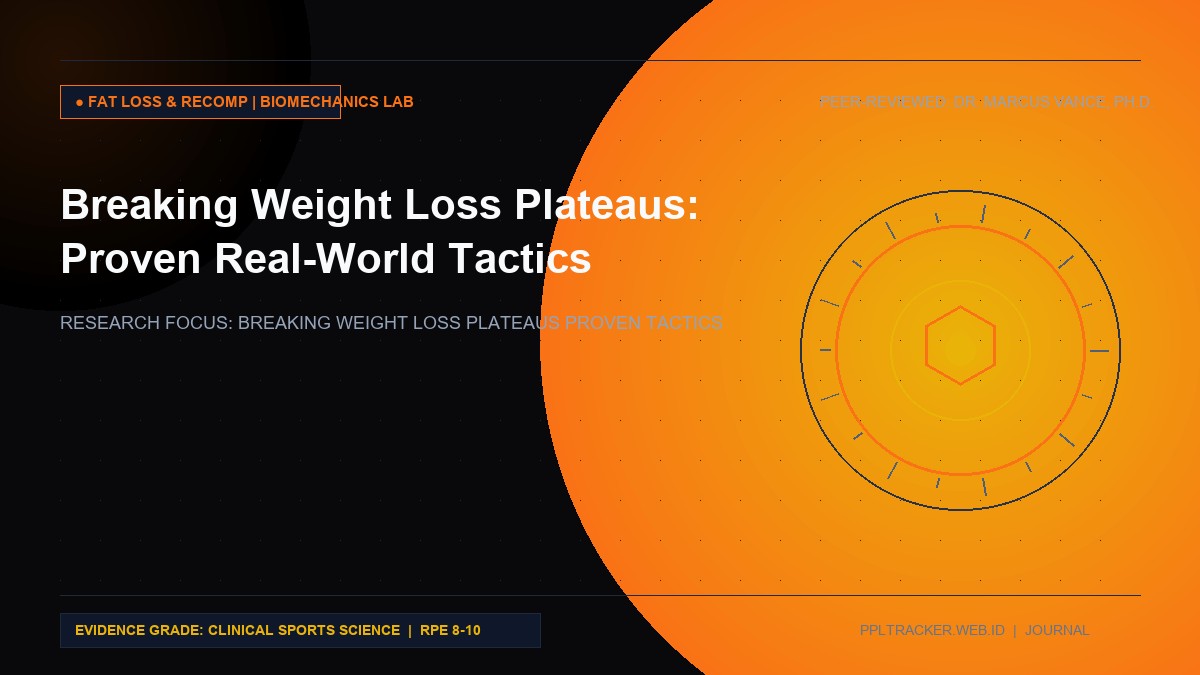 ● FAT LOSS & RECOMP | BIOMECHANICS LAB
PEER-REVIEWED: DR. MARCUS VANCE, PH.D
Breaking Weight Loss Plateaus:
Proven Real-World Tactics
RESEARCH FOCUS: BREAKING WEIGHT LOSS PLATEAUS PROVEN TACTICS
EVIDENCE GRADE: CLINICAL SPORTS SCIENCE | RPE 8-10
PPLTRACKER.WEB.ID | JOURNAL